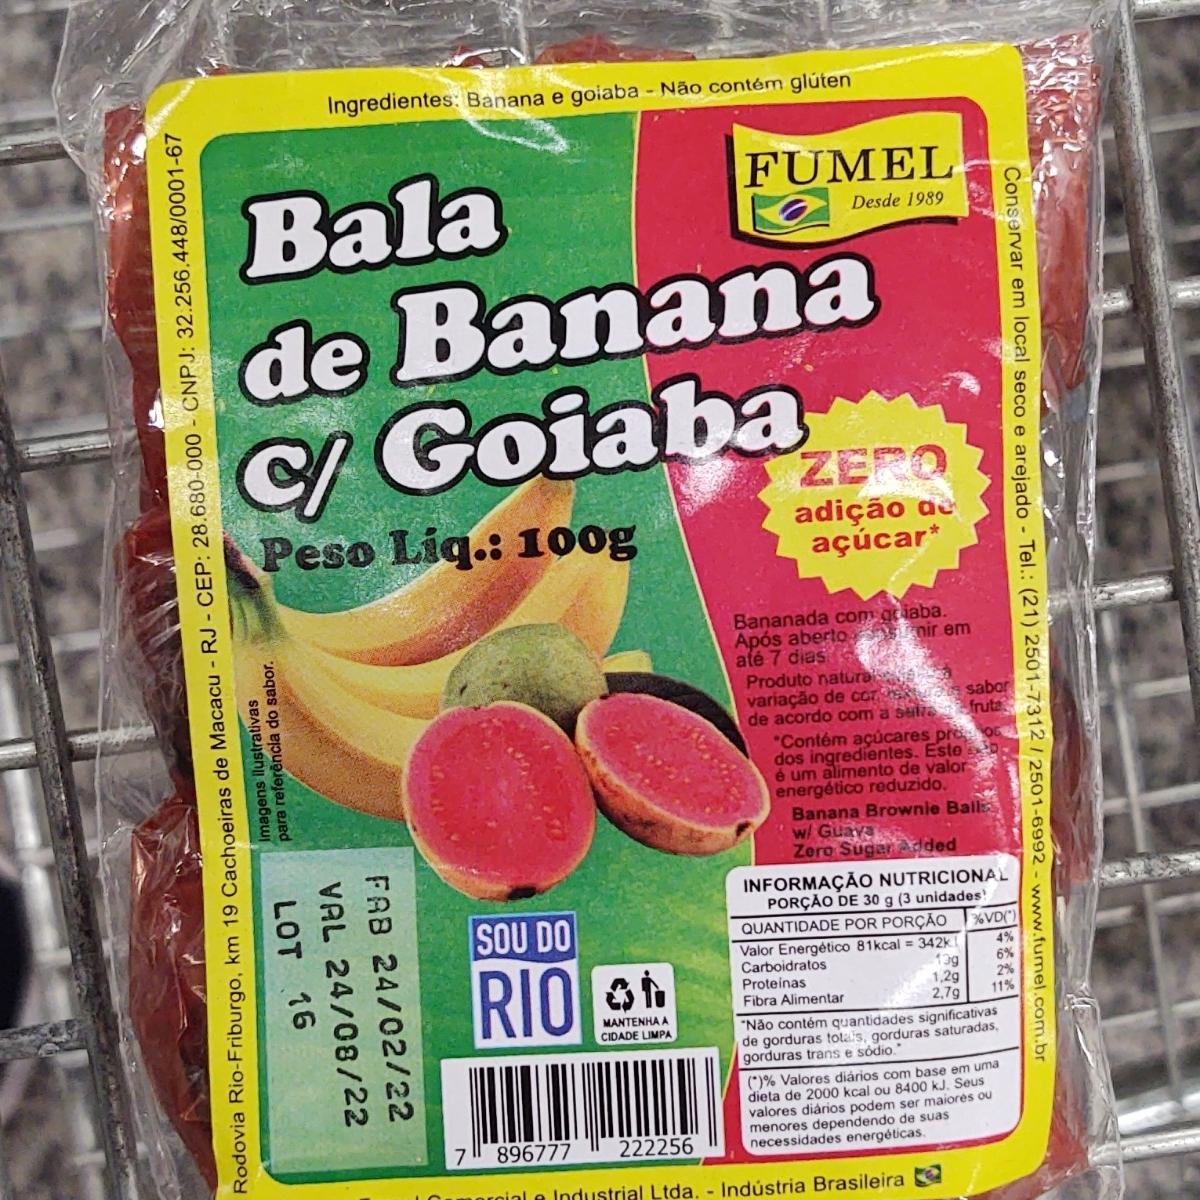 Ingredientes: Banana e goiaba - Não contém glúten
FUMEL
Desde 1989
Bala
de Banana
c/ Goiaba
Peso Líq.: 100g
ZERO
adição de
açúcar*
Bananada com goiaba.
Após aberto consumir em
até 7 dias.
Produto natural
variação de cor, sabor
de acordo com a safra fruta
*Contém açúcares próprios
dos ingredientes. Este
é um alimento de valor
energético reduzido.
Banana Brownie Balls
w/ Guava
Zero Sugar Added
Imagens ilustrativas
para referência do sabor.
FAB 24/02/22
VAL 24/08/22
LOT 16
SOU DO
RIO
MANTENHA A
CIDADE LIMPA
7 896777 222256
INFORMAÇÃO NUTRICIONAL
PORÇÃO DE 30 g (3 unidades)
QUANTIDADE POR PORÇÃO %VD(*)
Valor Energético 81kcal = 342kJ 4%
Carboidratos 19g 6%
Proteínas 1,2g 2%
Fibra Alimentar 2,7g 11%
"Não contém quantidades significativas
de gorduras totais, gorduras saturadas,
gorduras trans e sódio."
(*)% Valores diários com base em uma
dieta de 2000 kcal ou 8400 kJ. Seus
valores diários podem ser maiores ou
menores dependendo de suas
necessidades energéticas.
Rodovia Rio-Friburgo, km 19 Cachoeiras de Macacu - RJ - CEP: 28.680-000 - CNPJ: 32.256.448/0001-67
Conservar em local seco e arejado - Tel.: (21) 2501-7312 / 2501-6992 - www.fumel.com.br
Comercial e Industrial Ltda. - Indústria Brasileira